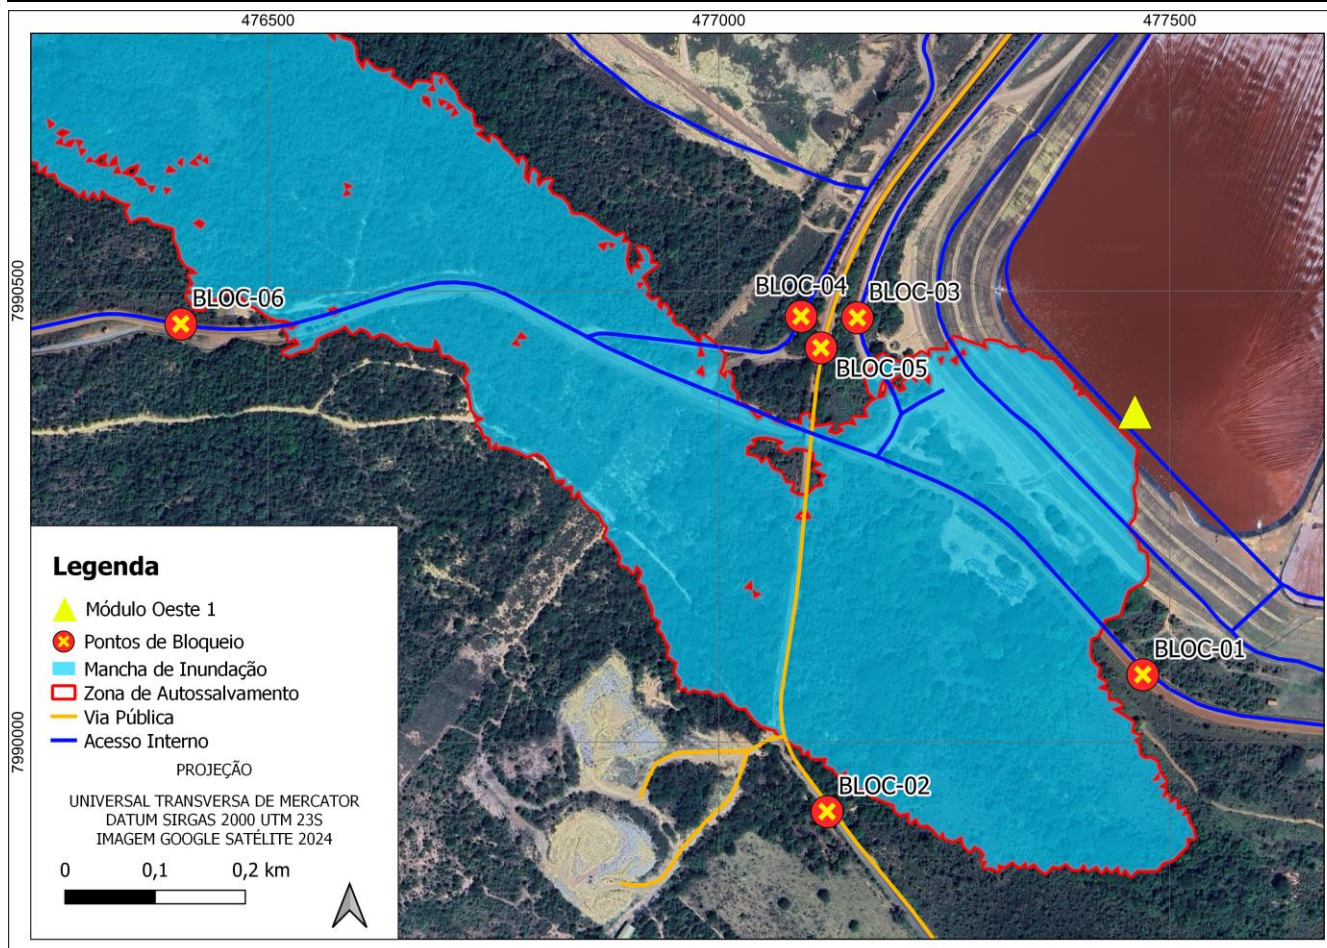 476500
477000
477500
7990500
7990000
BLOC-04
BLOC-03
BLOC-06
BLOC-05
BLOC-01
BLOC-02
Legenda
Módulo Oeste 1
Pontos de Bloqueio
Mancha de Inundação
Zona de Autossalvamento
Via Pública
Acesso Interno
PROJEÇÃO
UNIVERSAL TRANSVERSA DE MERCATOR
DATUM SIRGAS 2000 UTM 23S
IMAGEM GOOGLE SATÉLITE 2024
0 0,1 0,2 km